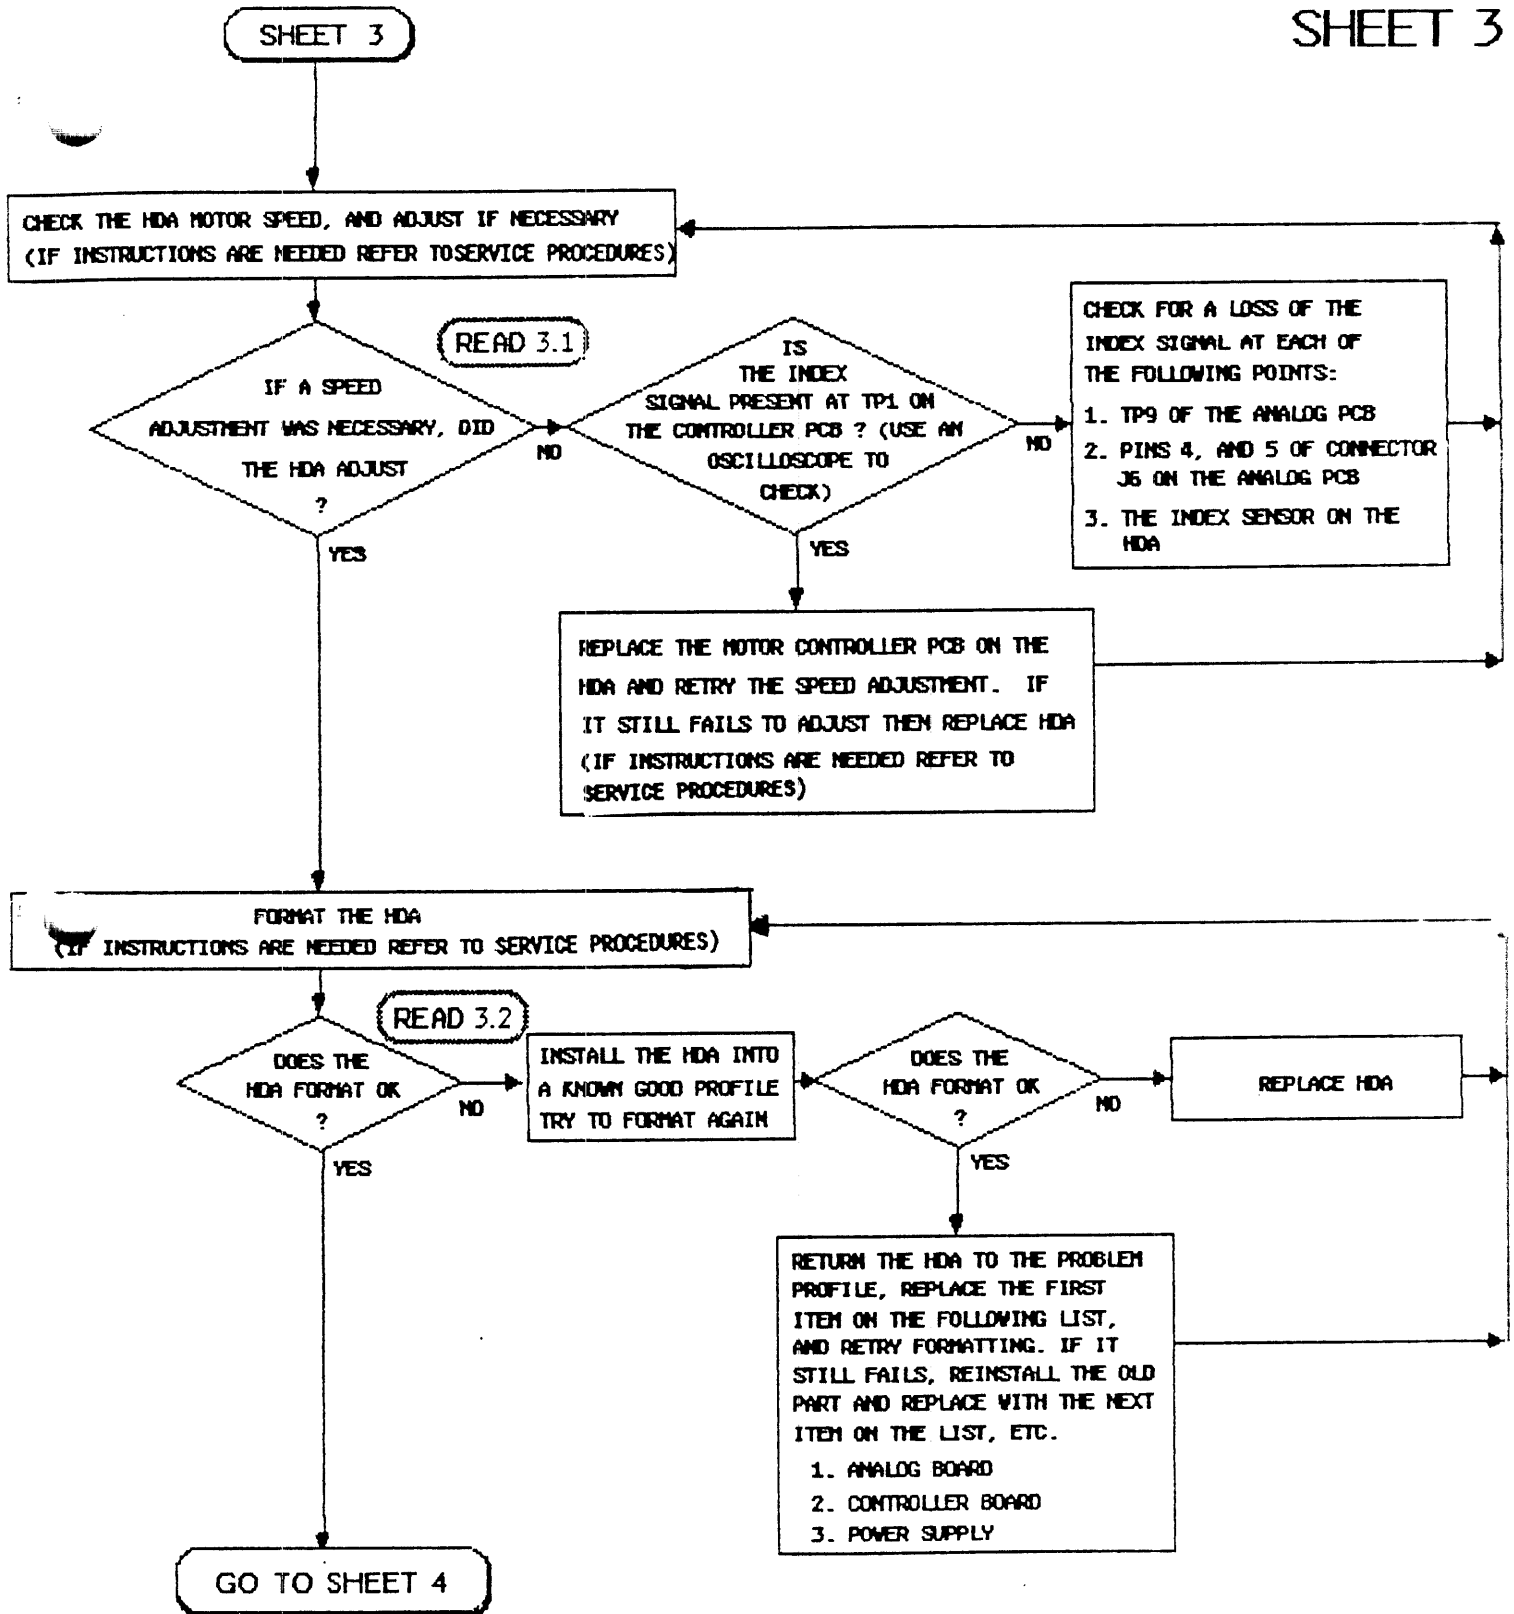 SHEET 3
SHEET 3
CHECK THE HDA MOTOR SPEED, AND ADJUST IF NECESSARY
(IF INSTRUCTIONS ARE NEEDED REFER TO SERVICE PROCEDURES)
READ 3.1
IF A SPEED
ADJUSTMENT WAS NECESSARY, DID
THE HDA ADJUST
?
NO
YES
IS
THE INDEX
SIGNAL PRESENT AT TP1 ON
THE CONTROLLER PCB ? (USE AN
OSCILLOSCOPE TO
CHECK)
NO
YES
CHECK FOR A LOSS OF THE
INDEX SIGNAL AT EACH OF
THE FOLLOWING POINTS:
1. TP9 OF THE ANALOG PCB
2. PINS 4, AND 5 OF CONNECTOR
J6 ON THE ANALOG PCB
3. THE INDEX SENSOR ON THE
HDA
REPLACE THE MOTOR CONTROLLER PCB ON THE
HDA AND RETRY THE SPEED ADJUSTMENT. IF
IT STILL FAILS TO ADJUST THEN REPLACE HDA
(IF INSTRUCTIONS ARE NEEDED REFER TO
SERVICE PROCEDURES)
FORMAT THE HDA
(IF INSTRUCTIONS ARE NEEDED REFER TO SERVICE PROCEDURES)
READ 3.2
DOES THE
HDA FORMAT OK
?
NO
YES
INSTALL THE HDA INTO
A KNOWN GOOD PROFILE
TRY TO FORMAT AGAIN
DOES THE
HDA FORMAT OK
?
NO
YES
REPLACE HDA
RETURN THE HDA TO THE PROBLEM
PROFILE, REPLACE THE FIRST
ITEM ON THE FOLLOWING LIST,
AND RETRY FORMATTING. IF IT
STILL FAILS, REINSTALL THE OLD
PART AND REPLACE WITH THE NEXT
ITEM ON THE LIST, ETC.
1. ANALOG BOARD
2. CONTROLLER BOARD
3. POWER SUPPLY
GO TO SHEET 4